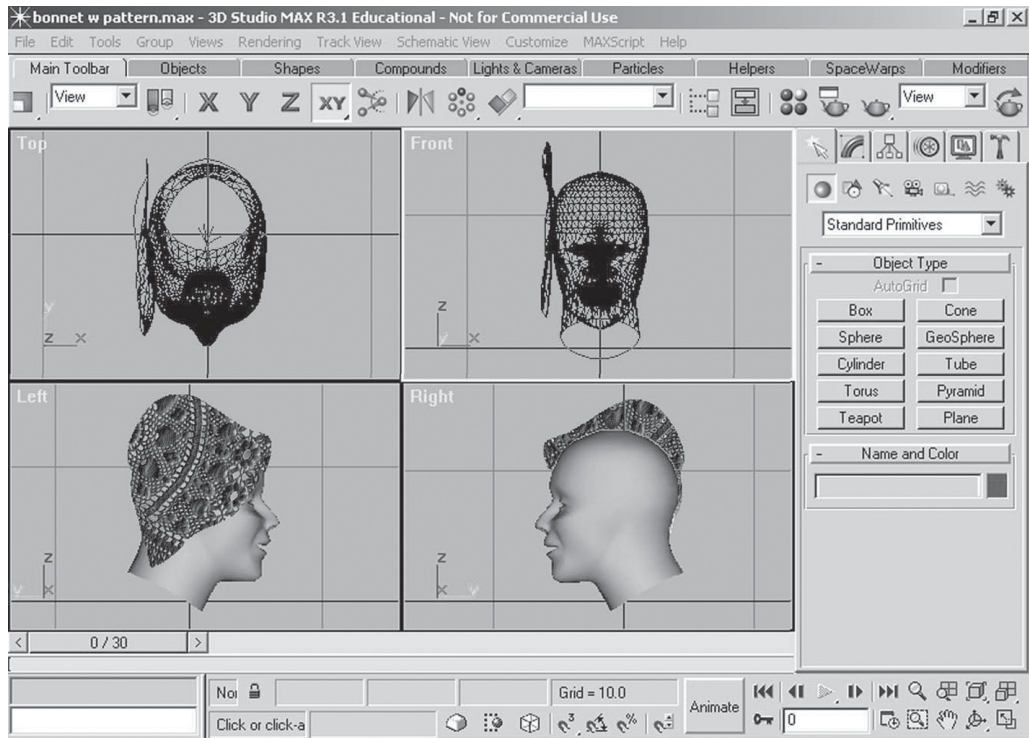 bonnet w pattern.max - 3D Studio MAX R3.1 Educational - Not for Commercial Use
File Edit Tools Group Views Rendering Track View Schematic View Customize MAXScript Help
Main Toolbar Objects Shapes Compounds Lights & Cameras Particles Helpers SpaceWarps Modifiers
View X Y Z XY View
Top
Front
Standard Primitives
- Object Type
AutoGrid
Box Cone
Sphere GeoSphere
Cylinder Tube
Torus Pyramid
Teapot Plane
- Name and Color
y
z x
z
x
Left
Right
z
y x
z
x y
< 0 / 30 >
Grid = 10.0
Animate
Click or click-a
0